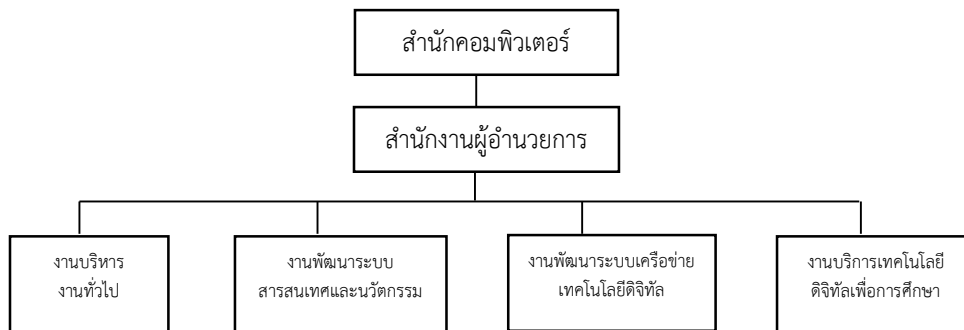 สำนักคอมพิวเตอร์
สำนักงานผู้อำนวยการ
งานบริหาร
งานทั่วไป
งานพัฒนาระบบ
สารสนเทศและนวัตกรรม
งานพัฒนาระบบเครือข่าย
เทคโนโลยีดิจิทัล
งานบริการเทคโนโลยี
ดิจิทัลเพื่อการศึกษา